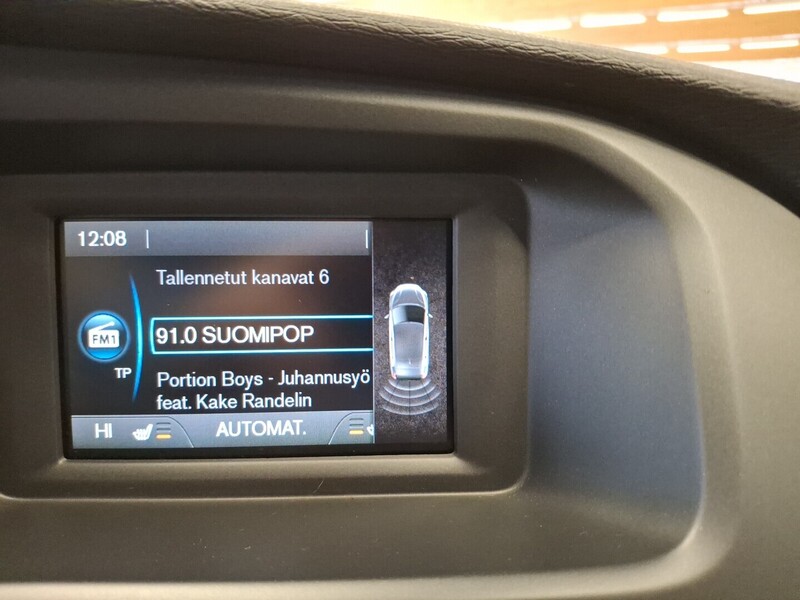 12:08
Tallennetut kanavat 6
FM1
91.0 SUOMIPOP
TP
Portion Boys - Juhannusyö
feat. Kake Randelin
HI
AUTOMAT.